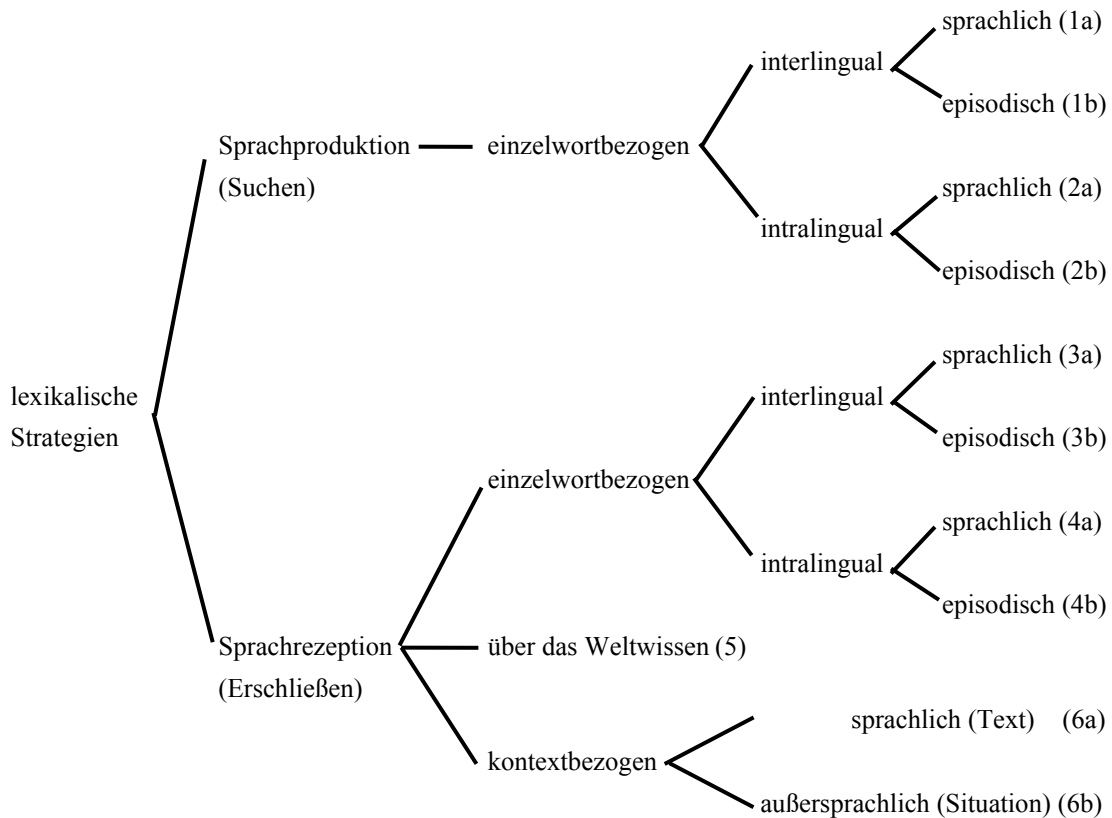 sprachlich (1a)
interlingual
episodisch (1b)
Sprachproduktion einzelwortbezogen
(Suchen)
sprachlich (2a)
intralingual
episodisch (2b)
sprachlich (3a)
lexikalische interlingual
Strategien episodisch (3b)
einzelwortbezogen
sprachlich (4a)
intralingual
episodisch (4b)
Sprachrezeption über das Weltwissen (5)
(Erschließen)
sprachlich (Text) (6a)
kontextbezogen
außersprachlich (Situation) (6b)